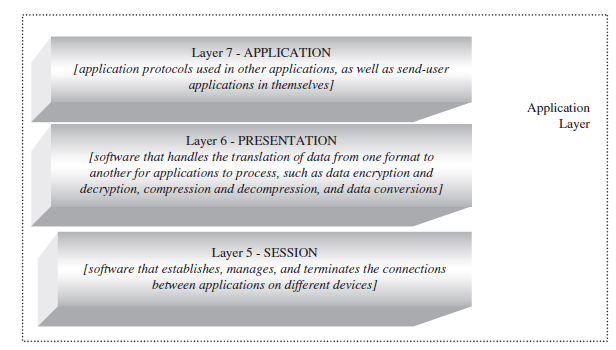 Layer 7 - APPLICATION
[application protocols used in other applications, as well as send-user
applications in themselves]
Layer 6 - PRESENTATION
[software that handles the translation of data from one format to
another for applications to process, such as data encryption and
decryption, compression and decompression, and data conversions]
Layer 5 - SESSION
[software that establishes, manages, and terminates the connections
between applications on different devices]
Application
Layer